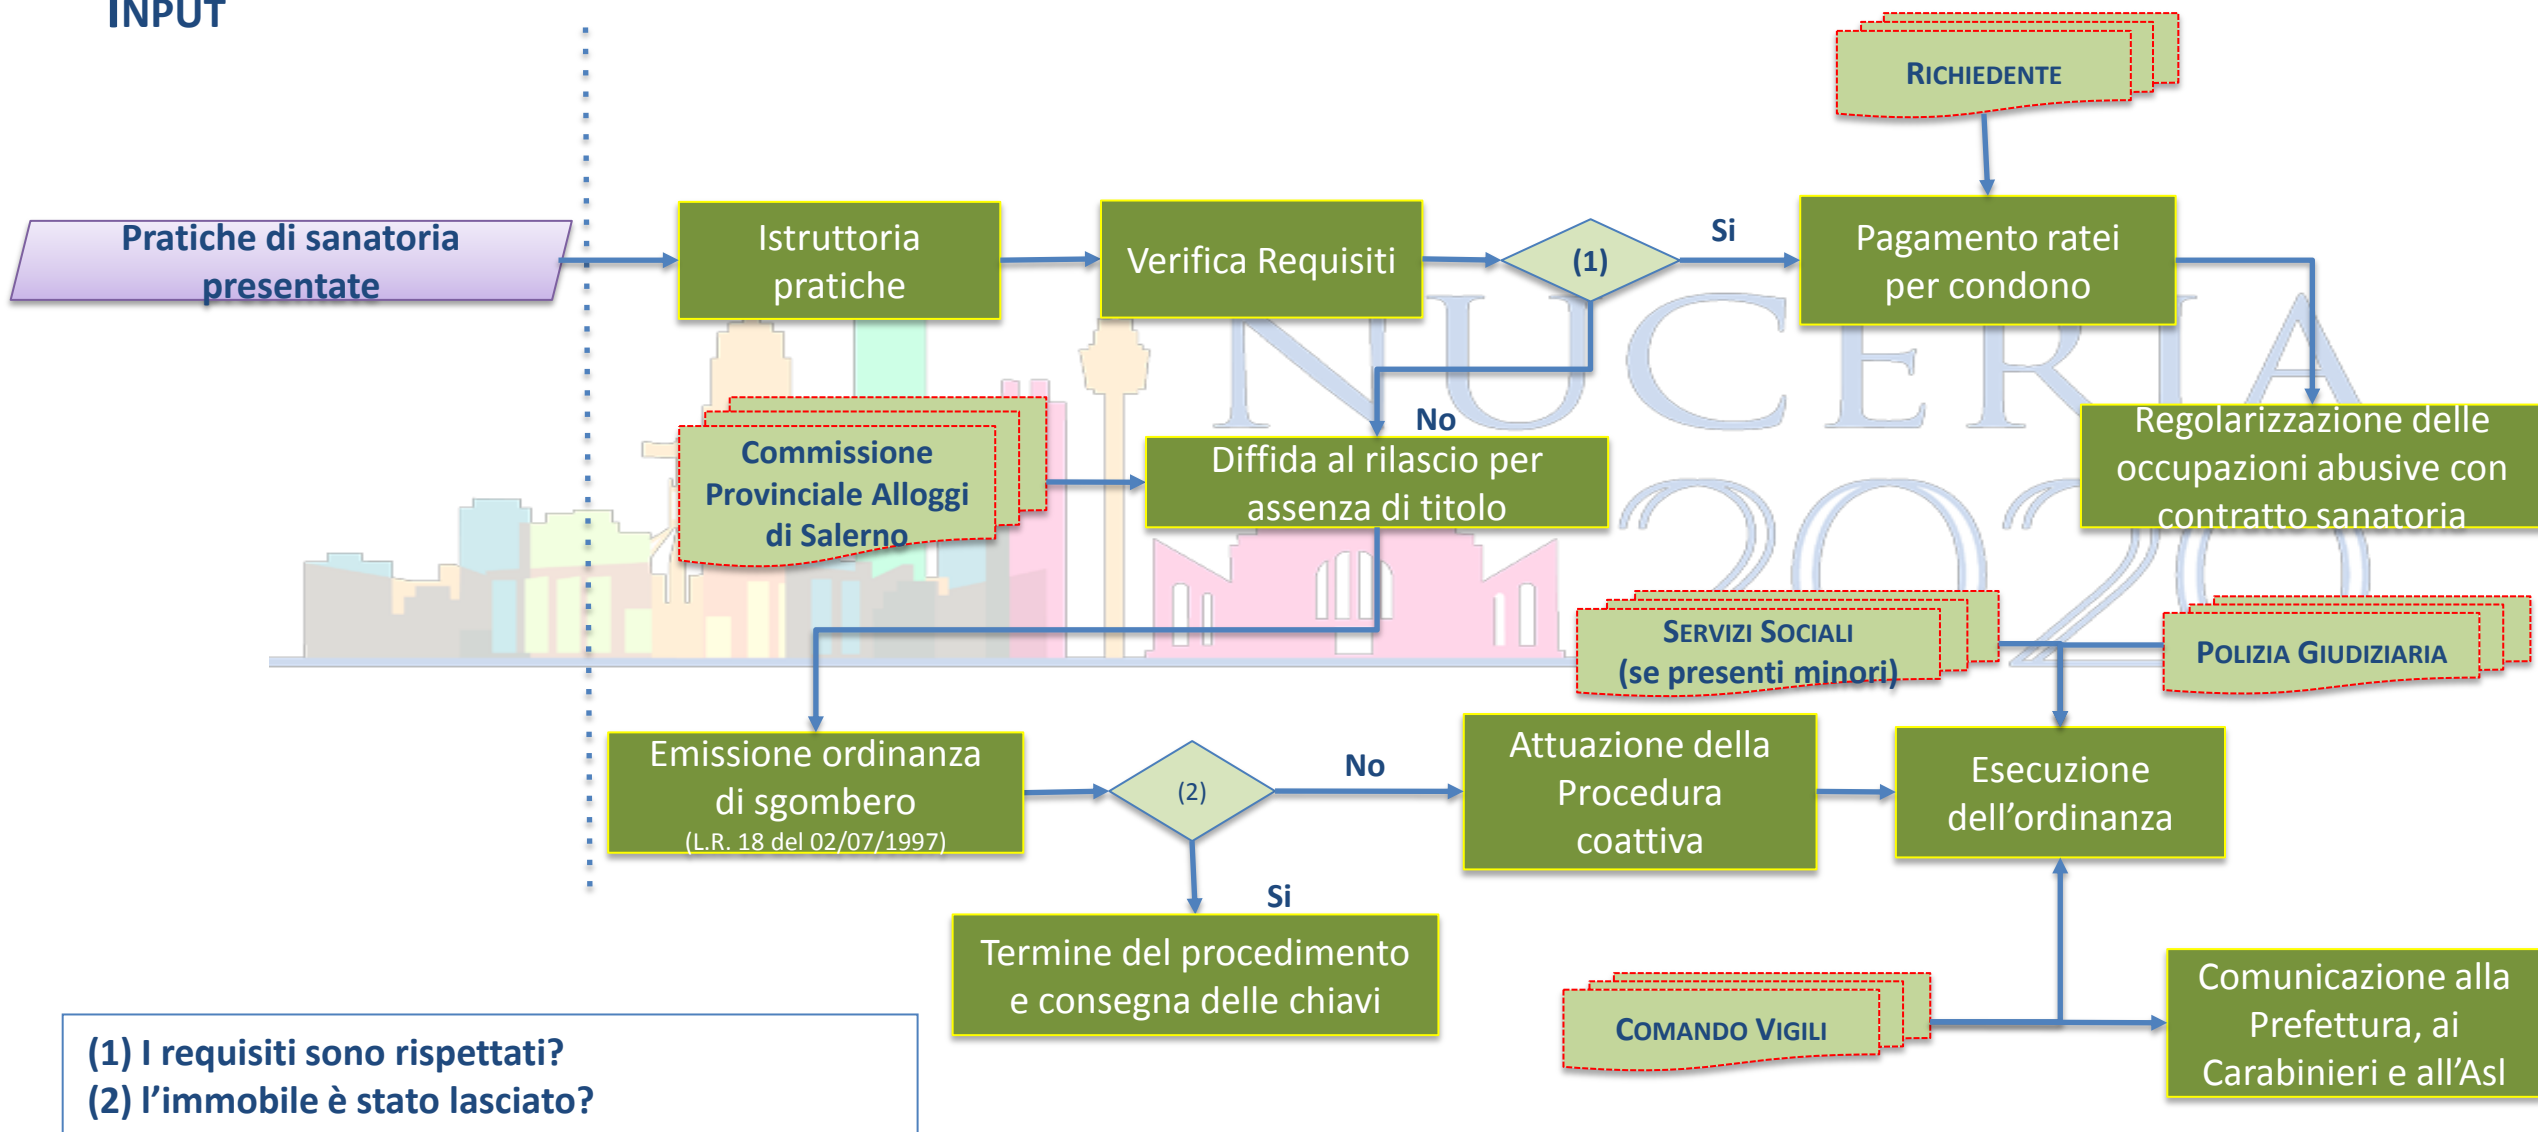 INPUT
RICHIEDENTE
Pratiche di sanatoria
presentate
Istruttoria
pratiche
Verifica Requisiti
(1)
Si
Pagamento ratei
per condono
NUCERIA
2020
No
Commissione
Provinciale Alloggi
di Salerno
Diffida al rilascio per
assenza di titolo
Regolarizzazione delle
occupazioni abusive con
contratto sanatoria
SERVIZI SOCIALI
(se presenti minori)
POLIZIA GIUDIZIARIA
Emissione ordinanza
di sgombero
(L.R. 18 del 02/07/1997)
(2)
No
Attuazione della
Procedura
coattiva
Esecuzione
dell’ordinanza
Si
Termine del procedimento
e consegna delle chiavi
COMANDO VIGILI
Comunicazione alla
Prefettura, ai
Carabinieri e all’Asl
(1) I requisiti sono rispettati?
(2) l’immobile è stato lasciato?